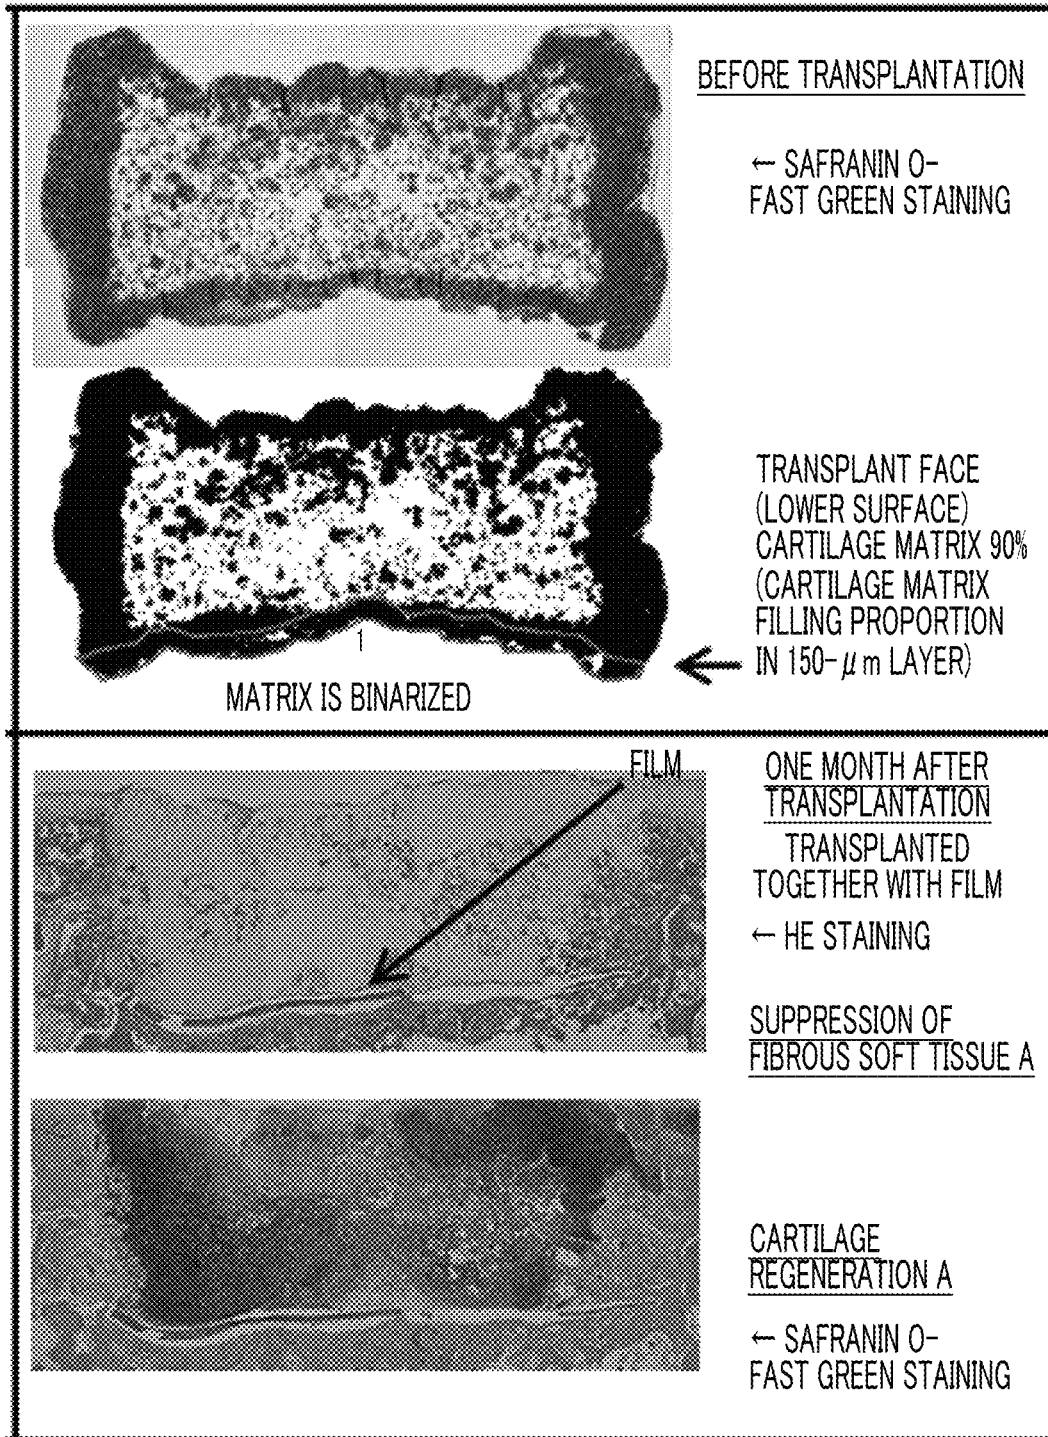 BEFORE TRANSPLANTATION
← SAFRANIN O-
FAST GREEN STAINING
TRANSPLANT FACE
(LOWER SURFACE)
CARTILAGE MATRIX 90%
(CARTILAGE MATRIX
FILLING PROPORTION
IN 150-μm LAYER)
1
MATRIX IS BINARIZED
FILM
ONE MONTH AFTER
TRANSPLANTATION
TRANSPLANTED
TOGETHER WITH FILM
← HE STAINING
SUPPRESSION OF
FIBROUS SOFT TISSUE A
CARTILAGE
REGENERATION A
← SAFRANIN O-
FAST GREEN STAINING